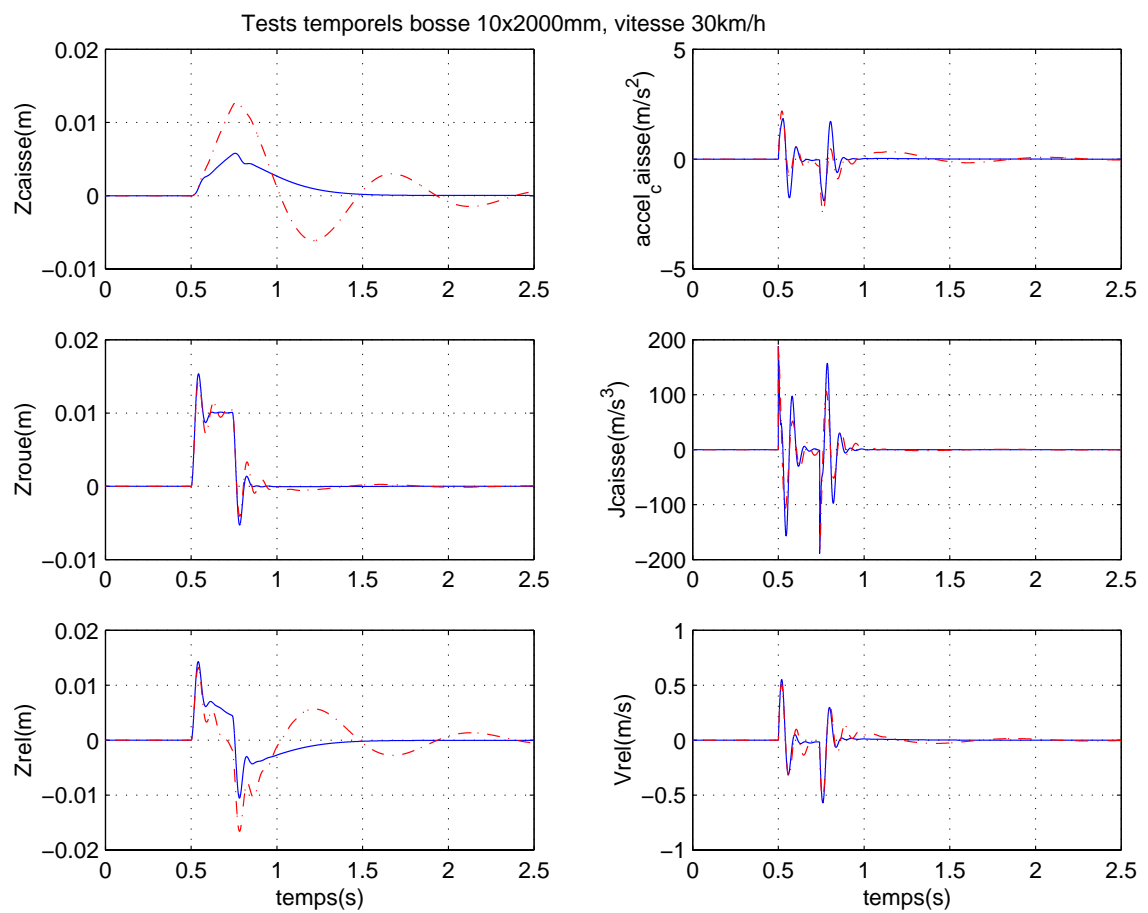 Tests temporels bosse 10x2000mm, vitesse 30km/h
0.02
0.01
0
−0.01
Zcaisse(m)
0 0.5 1 1.5 2 2.5
5
0
−5
accel_caisse(m/s²)
0 0.5 1 1.5 2 2.5
0.02
0.01
0
−0.01
Zroue(m)
0 0.5 1 1.5 2 2.5
200
100
0
−100
−200
Jcaisse(m/s³)
0 0.5 1 1.5 2 2.5
0.02
0.01
0
−0.01
−0.02
Zrel(m)
0 0.5 1 1.5 2 2.5
temps(s)
1
0.5
0
−0.5
−1
Vrel(m/s)
0 0.5 1 1.5 2 2.5
temps(s)